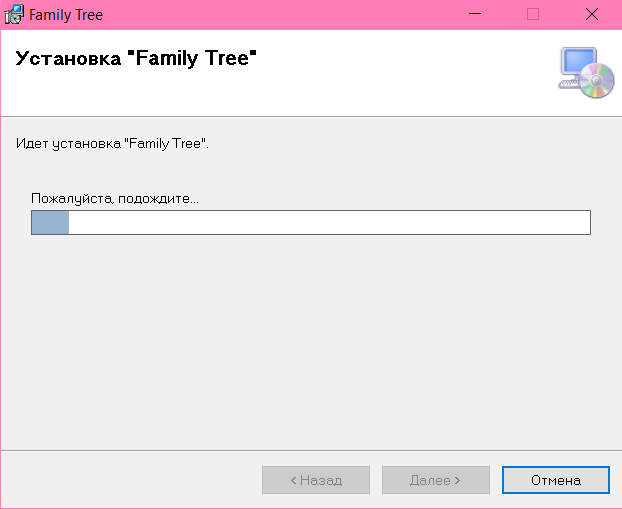 Family Tree
Установка "Family Tree"
Идет установка "Family Tree".
Пожалуйста, подождите...
< Назад
Далее >
Отмена